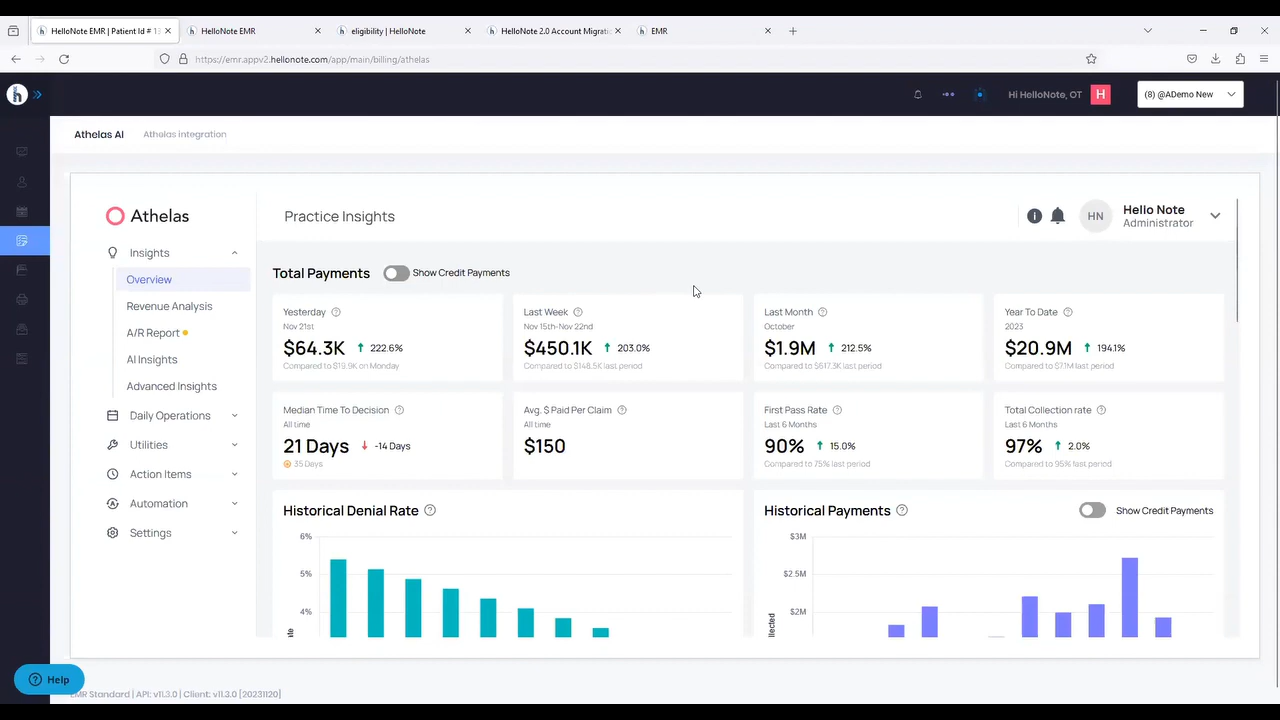 HelloNote EMR | Patient Id # 13
HelloNote EMR
eligibility | HelloNote
HelloNote 2.0 Account Migratio
EMR
https://emr.appv2.hellonote.com/app/main/billing/athelas
h
Hi HelloNote, OT
H
(8) @ADemo New
Athelas AI
Athelas integration
Athelas
Practice Insights
HN
Hello Note
Administrator
Insights
Overview
Revenue Analysis
A/R Report
AI Insights
Advanced Insights
Daily Operations
Utilities
Action Items
Automation
Settings
Total Payments
Show Credit Payments
Yesterday
Nov 21st
$64.3K 222.6%
Compared to $19.9K on Monday
Last Week
Nov 15th-Nov 22nd
$450.1K 203.0%
Compared to $148.5K last period
Last Month
October
$1.9M 212.5%
Compared to $617.3K last period
Year To Date
2023
$20.9M 194.1%
Compared to $7.1M last period
Median Time To Decision
All time
21 Days -14 Days
35 Days
Avg. $ Paid Per Claim
All time
$150
First Pass Rate
Last 6 Months
90% 15.0%
Compared to 75% last period
Total Collection rate
Last 6 Months
97% 2.0%
Compared to 95% last period
Historical Denial Rate
6%
5%
4%
Historical Payments
Show Credit Payments
$3M
$2.5M
$2M
llected
Help
EMR Standard | API: v11.3.0 | Client: v11.3.0 [20231120]